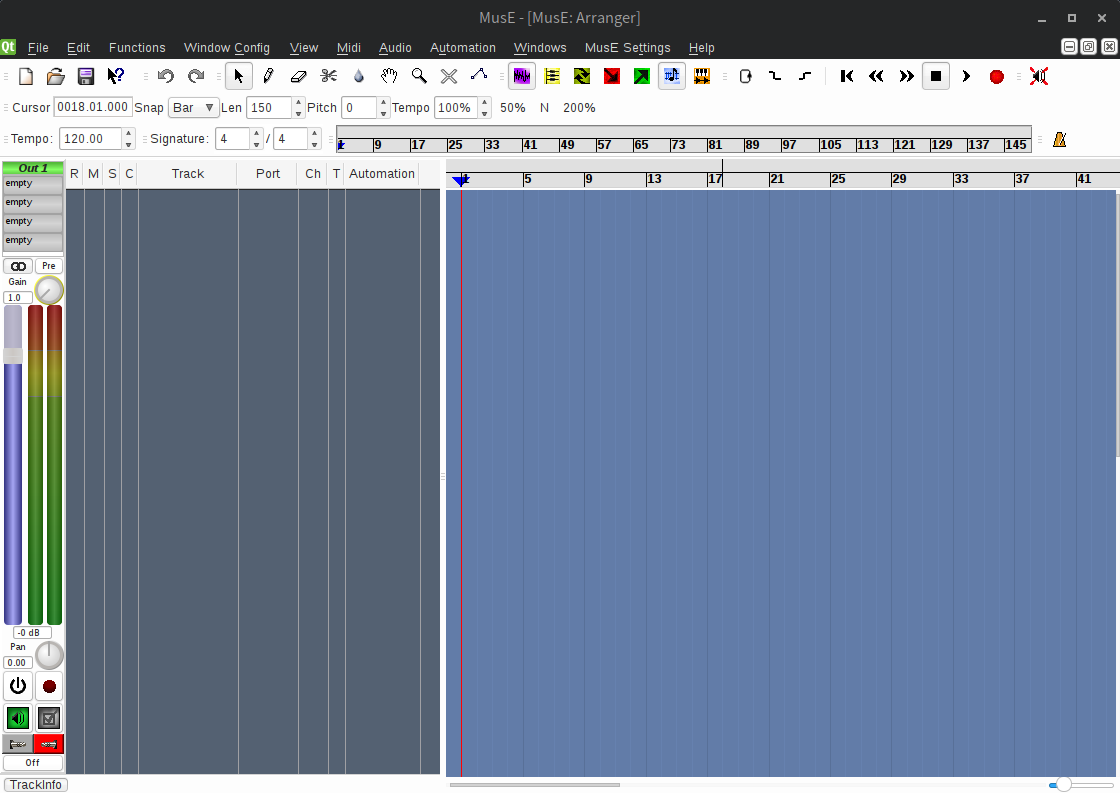 MusE - [MusE: Arranger]
Qt File Edit Functions Window Config View Midi Audio Automation Windows MusE Settings Help
Cursor 0018.01.000 Snap Bar Len 150 Pitch 0 Tempo 100% 50% N 200%
Tempo: 120.00 Signature: 4 / 4 9 17 25 33 41 49 57 65 73 81 89 97 105 113 121 129 137 145
Out 1 R M S C Track Port Ch T Automation 5 9 13 17 21 25 29 33 37 41
empty
empty
empty
empty
Pre
Gain
1.0
-0 dB
Pan
0.00
Off
TrackInfo